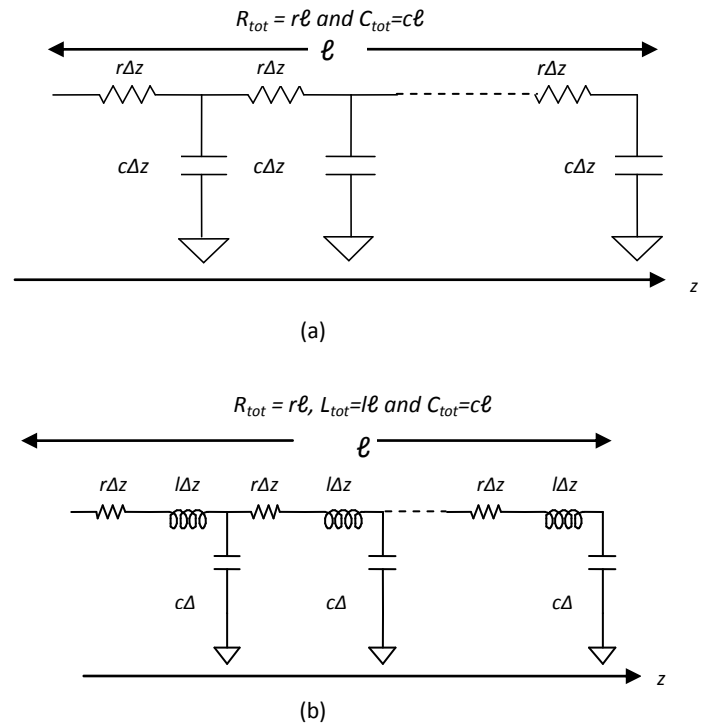 R_tot = rℓ and C_tot=cℓ
ℓ
rΔz rΔz rΔz
cΔz cΔz cΔz
z
(a)
R_tot = rℓ, L_tot=lℓ and C_tot=cℓ
ℓ
rΔz lΔz rΔz lΔz rΔz lΔz
cΔ cΔ cΔ
z
(b)